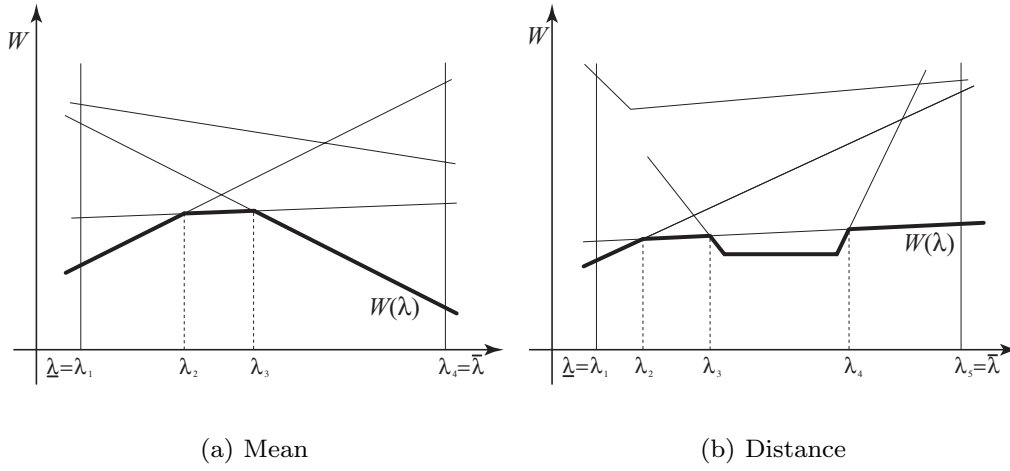 W
W(λ)
λ̲=λ₁ λ₂ λ₃ λ₄=λ̅
(a) Mean
W
W(λ)
λ̲=λ₁ λ₂ λ₃ λ₄ λ₅=λ̅
(b) Distance